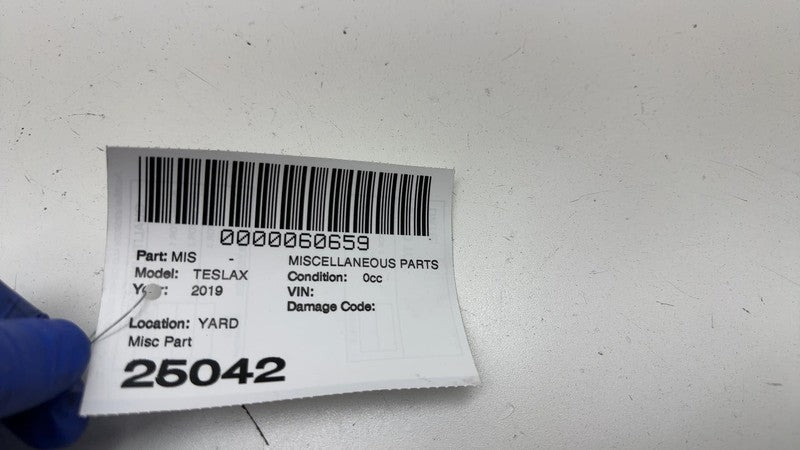 0000060659
Part: MIS - MISCELLANEOUS PARTS
Model: TESLAX Condition: 0cc
Year: 2019 VIN:
Damage Code:
Location: YARD
Misc Part
25042